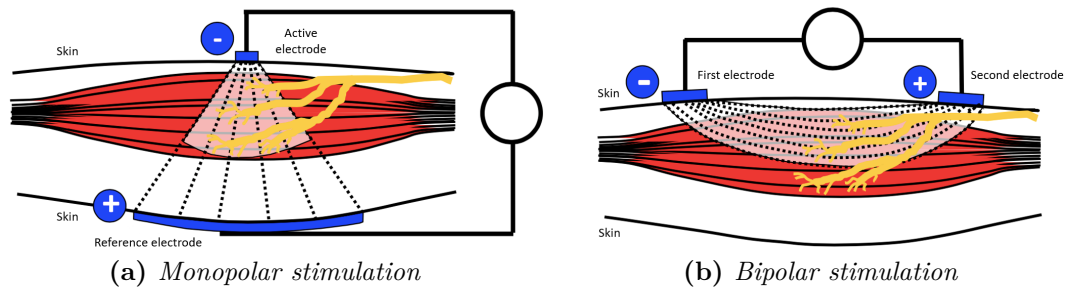 -
Active
electrode
Skin
+
Skin
Reference electrode
(a) Monopolar stimulation
-
First electrode
+
Second electrode
Skin
Skin
(b) Bipolar stimulation